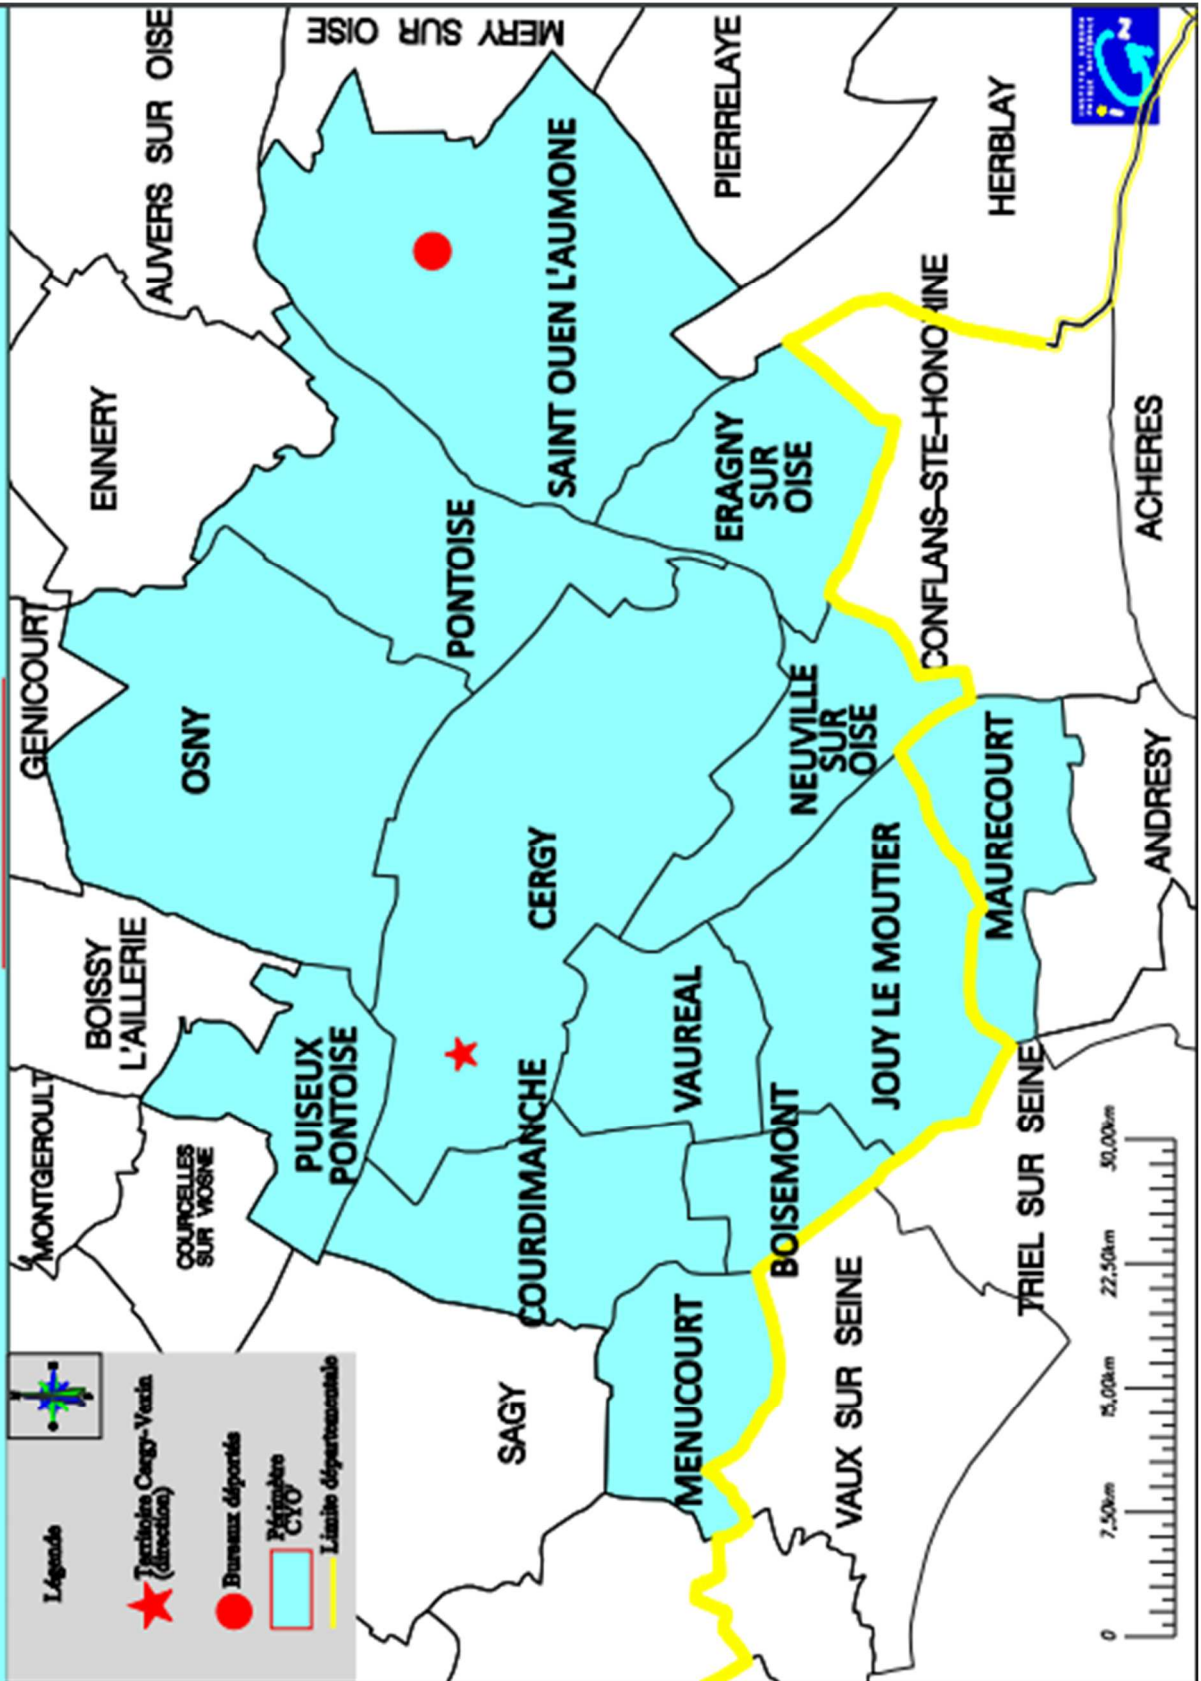 Légende
Territoire Cergy-Vexin
(direction)
Bureaux déportés
Périmètre
CYO
Limite départementale
MONTGEROULT
GENICOURT
ENNERY
AUVERS SUR OISE
MERY SUR OISE
BOISSY
L'AILLERIE
COURCELLES
SUR VIOSNE
OSNY
PUISEUX
PONTOISE
PONTOISE
SAINT OUEN L'AUMONE
PIERRELAYE
SAGY
COURDIMANCHE
CERGY
ERAGNY
SUR
OISE
HERBLAY
MENUCOURT
VAUREAL
BOISEMONT
NEUVILLE
SUR
OISE
JOUY LE MOUTIER
CONFLANS-STE-HONORINE
VAUX SUR SEINE
MAURECOURT
TRIEL SUR SEINE
ANDRESY
ACHERES
0
7,50km
15,00km
22,50km
30,00km